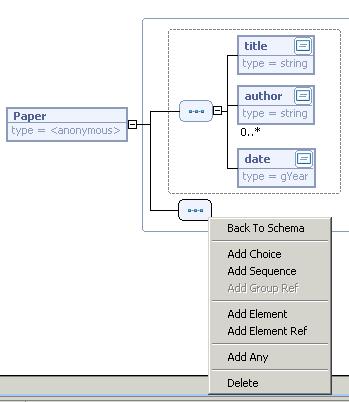 title
type = string
author
type = string
0..*
Paper
type = <anonymous>
date
type = gYear
Back To Schema
Add Choice
Add Sequence
Add Group Ref
Add Element
Add Element Ref
Add Any
Delete